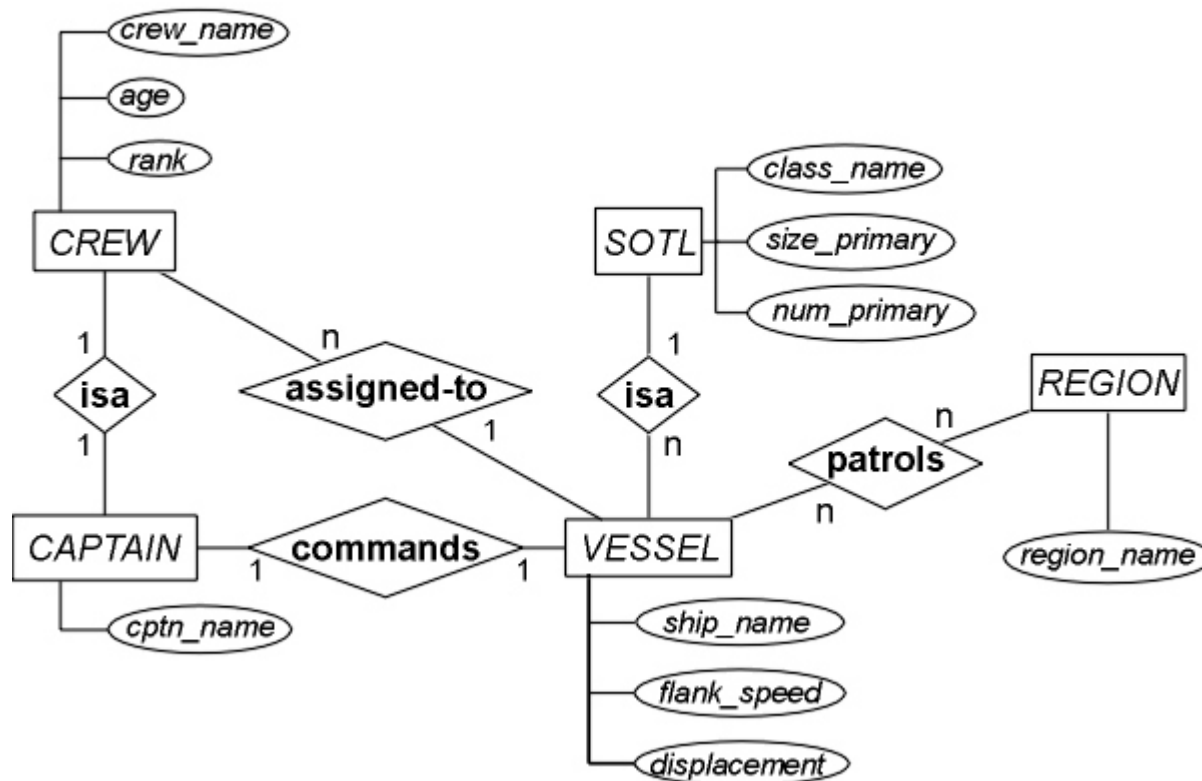 crew_name
age
rank
CREW
class_name
SOTL
size_primary
num_primary
n
1
1
isa
assigned-to
isa
REGION
1
1
n
n
patrols
n
CAPTAIN
commands
VESSEL
region_name
1
1
cptn_name
ship_name
flank_speed
displacement